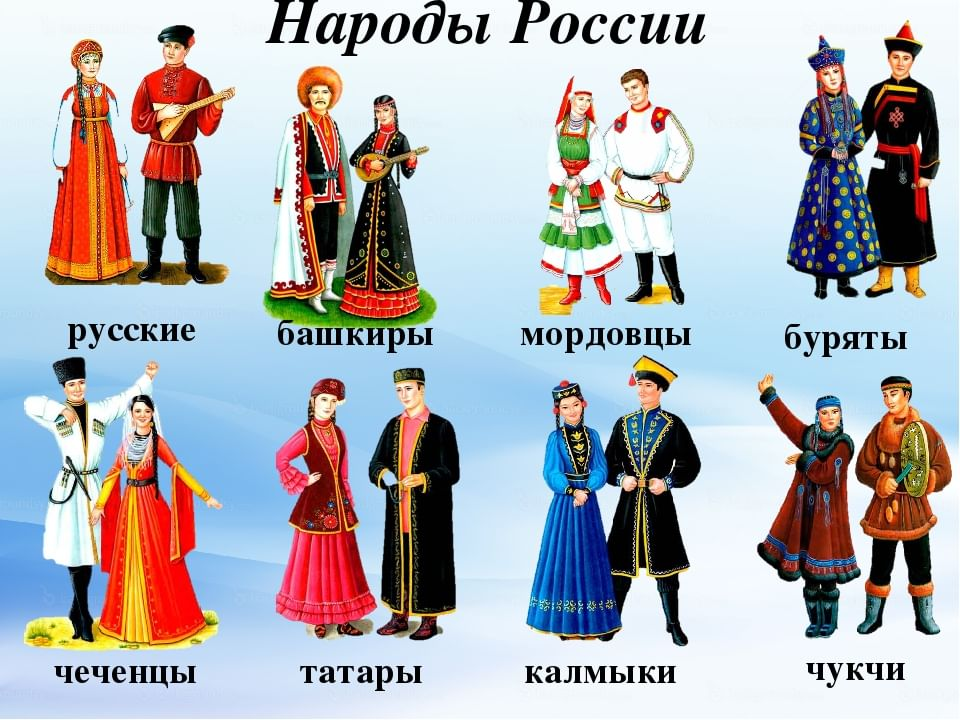 Народы России
русские башкиры мордовцы буряты
чеченцы татары калмыки чукчи